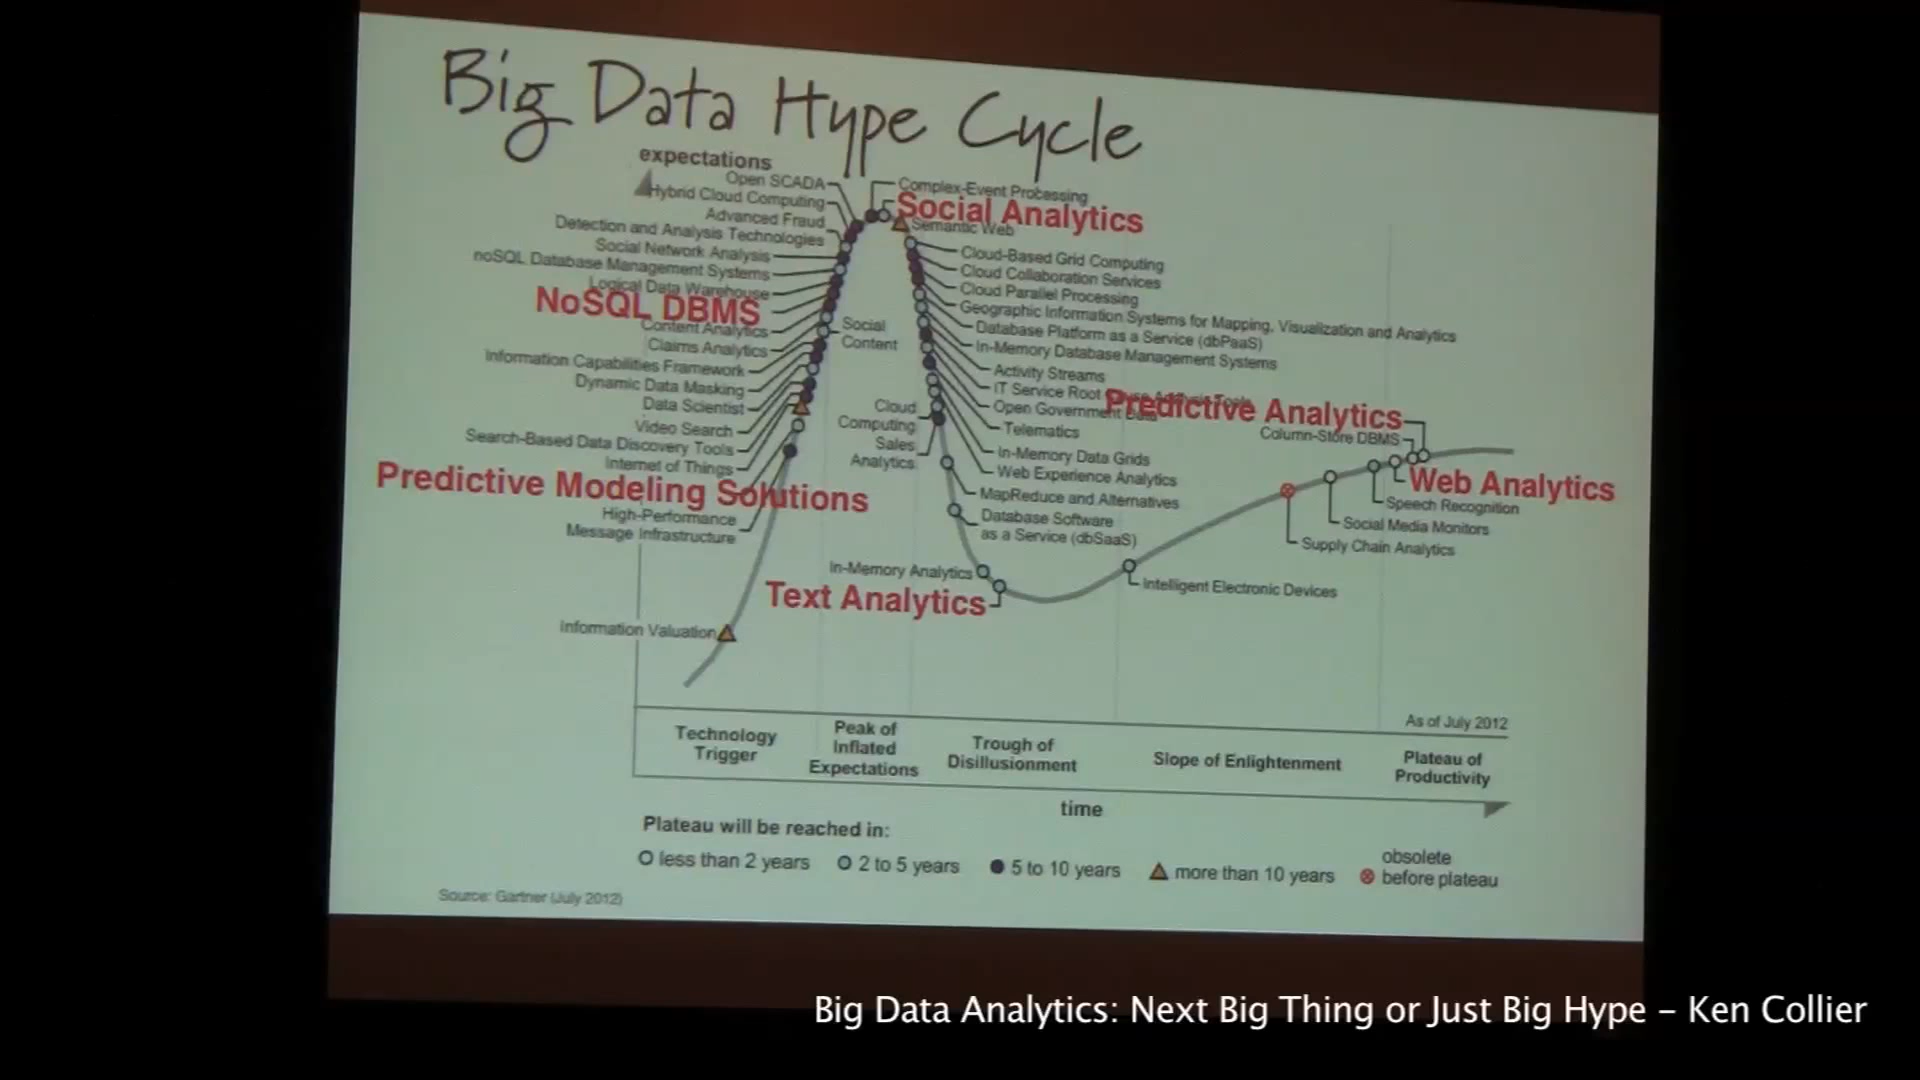 Big Data Hype Cycle
expectations
Open SCADA
Hybrid Cloud Computing
Advanced Fraud
Detection and Analysis Technologies
Social Network Analysis
noSQL Database Management Systems
Logical Data Warehouse
NoSQL DBMS
Content Analytics
Claims Analytics
Information Capabilities Framework
Dynamic Data Masking
Data Scientist
Video Search
Search-Based Data Discovery Tools
Internet of Things
Predictive Modeling Solutions
High-Performance
Message Infrastructure
Information Valuation
Complex-Event Processing
Social Analytics
Semantic Web
Cloud-Based Grid Computing
Cloud Collaboration Services
Cloud Parallel Processing
Geographic Information Systems for Mapping, Visualization and Analytics
Database Platform as a Service (dbPaaS)
In-Memory Database Management Systems
Activity Streams
IT Service Root
Open Government Data
Predictive Analytics
Telematics
In-Memory Data Grids
Web Experience Analytics
MapReduce and Alternatives
Database Software
as a Service (dbSaaS)
Social
Content
Cloud
Computing
Sales
Analytics
In-Memory Analytics
Text Analytics
Column-Store DBMS
Web Analytics
Speech Recognition
Social Media Monitors
Supply Chain Analytics
Intelligent Electronic Devices
As of July 2012
Technology
Trigger
Peak of
Inflated
Expectations
Trough of
Disillusionment
Slope of Enlightenment
Plateau of
Productivity
time
Plateau will be reached in:
less than 2 years
2 to 5 years
5 to 10 years
more than 10 years
obsolete
before plateau
Source: Gartner (July 2012)
Big Data Analytics: Next Big Thing or Just Big Hype – Ken Collier